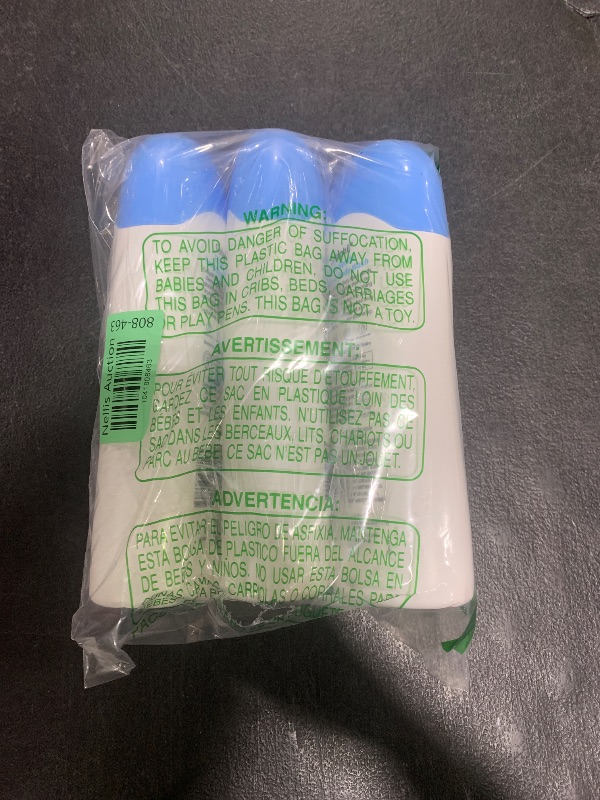 WARNING:
TO AVOID DANGER OF SUFFOCATION,
KEEP THIS PLASTIC BAG AWAY FROM
BABIES AND CHILDREN, DO NOT USE
THIS BAG IN CRIBS, BEDS, CARRIAGES
OR PLAY PENS. THIS BAG IS NOT A TOY.
AVERTISSEMENT:
POUR EVITER TOUT RISQUE D'ETOUFFEMENT,
GARDEZ CE SAC EN PLASTIQUE LOIN DES
BEBES ET LES ENFANTS. N'UTILISEZ PAS CE
SAC DANS LES BERCEAUX, LITS, CHARIOTS OU
PARC AU BEBE. CE SAC N'EST PAS UN JOUET.
ADVERTENCIA:
PARA EVITAR EL PELIGRO DE ASFIXIA, MANTENGA
ESTA BOLSA DE PLASTICO FUERA DEL ALCANCE
DE BEBES Y NIÑOS. NO USAR ESTA BOLSA EN
CARPOLAS O CORRALES PARA
Nellis Auction
808-463